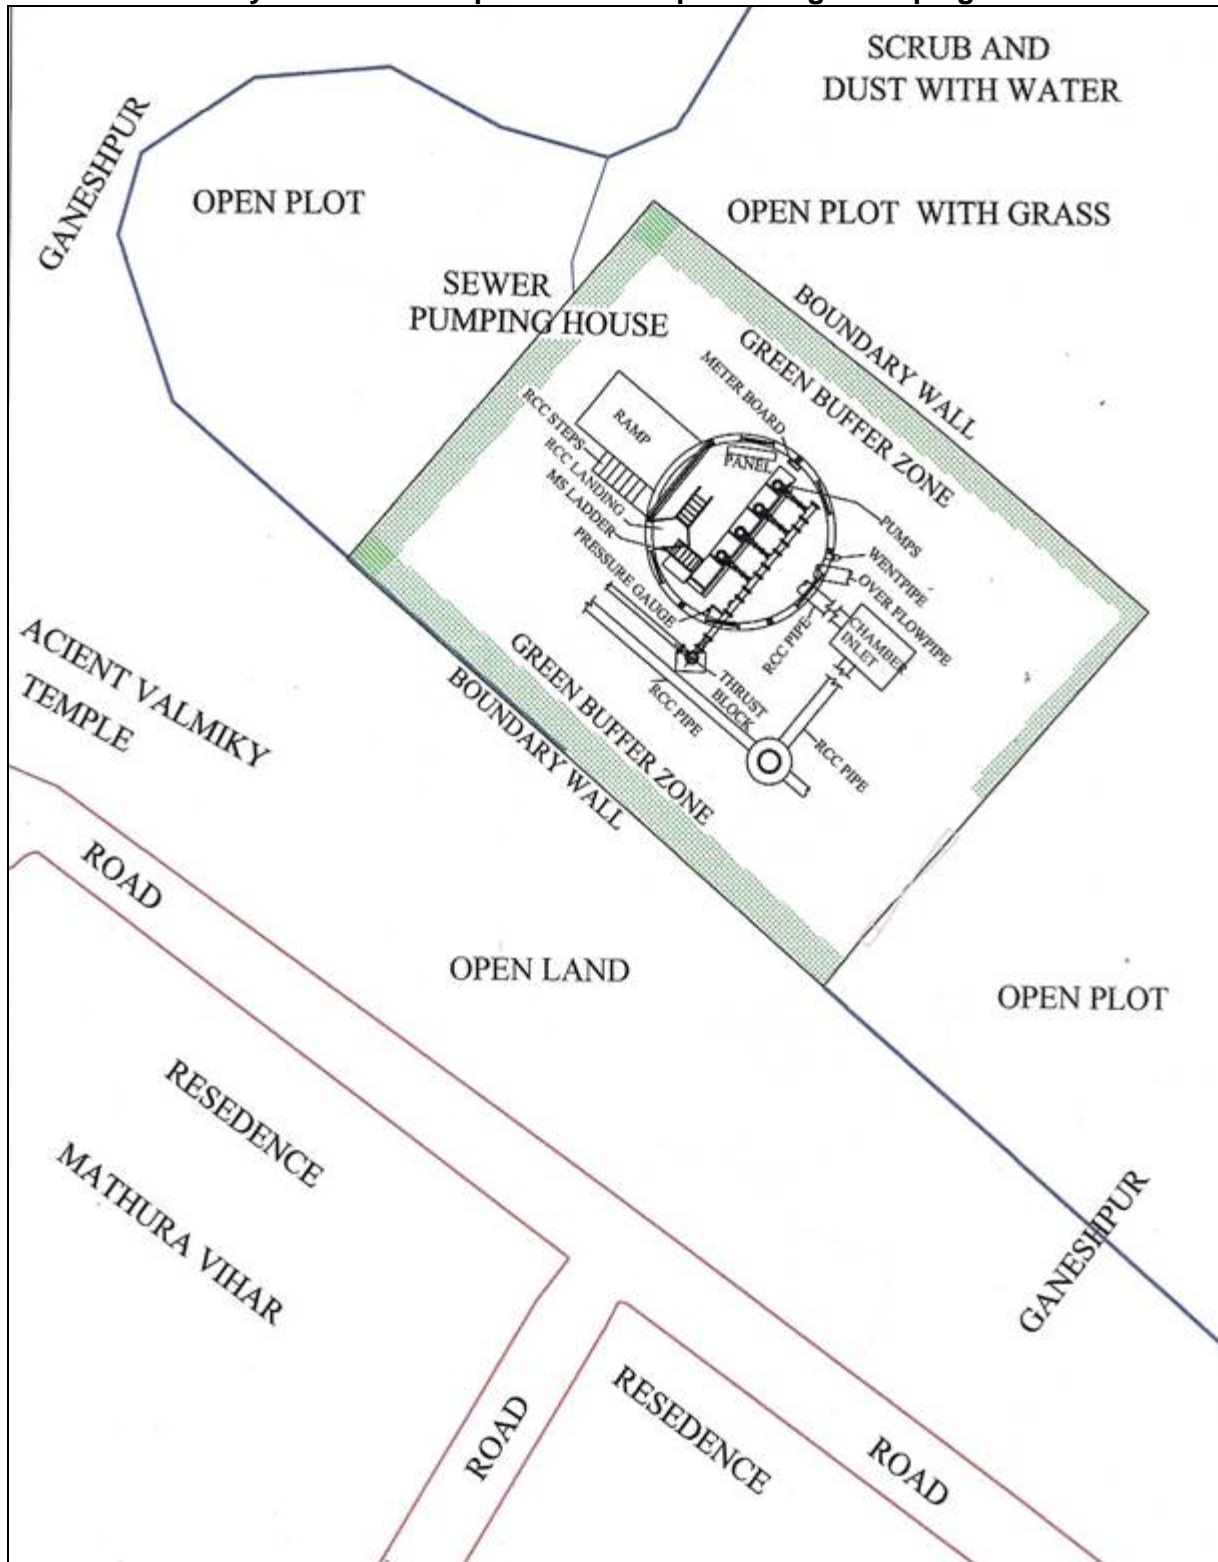 SCRUB AND
DUST WITH WATER
GANESHPUR
OPEN PLOT
OPEN PLOT WITH GRASS
SEWER
PUMPING HOUSE
BOUNDARY WALL
GREEN BUFFER ZONE
METER BOARD
RCC STEPS
RAMP
RCC LANDING
PANEL
MS LADDER
PUMPS
PRESSURE GAUGE
WENTPIPE
OVER FLOWPIPE
CHAMBER
INLET
RCC PIPE
THRUST
BLOCK
RCC PIPE
RCC PIPE
GREEN BUFFER ZONE
BOUNDARY WALL
ACIENT VALMIKY
TEMPLE
ROAD
OPEN LAND
OPEN PLOT
RESEDENCE
MATHURA VIHAR
GANESHPUR
ROAD
RESEDENCE
ROAD